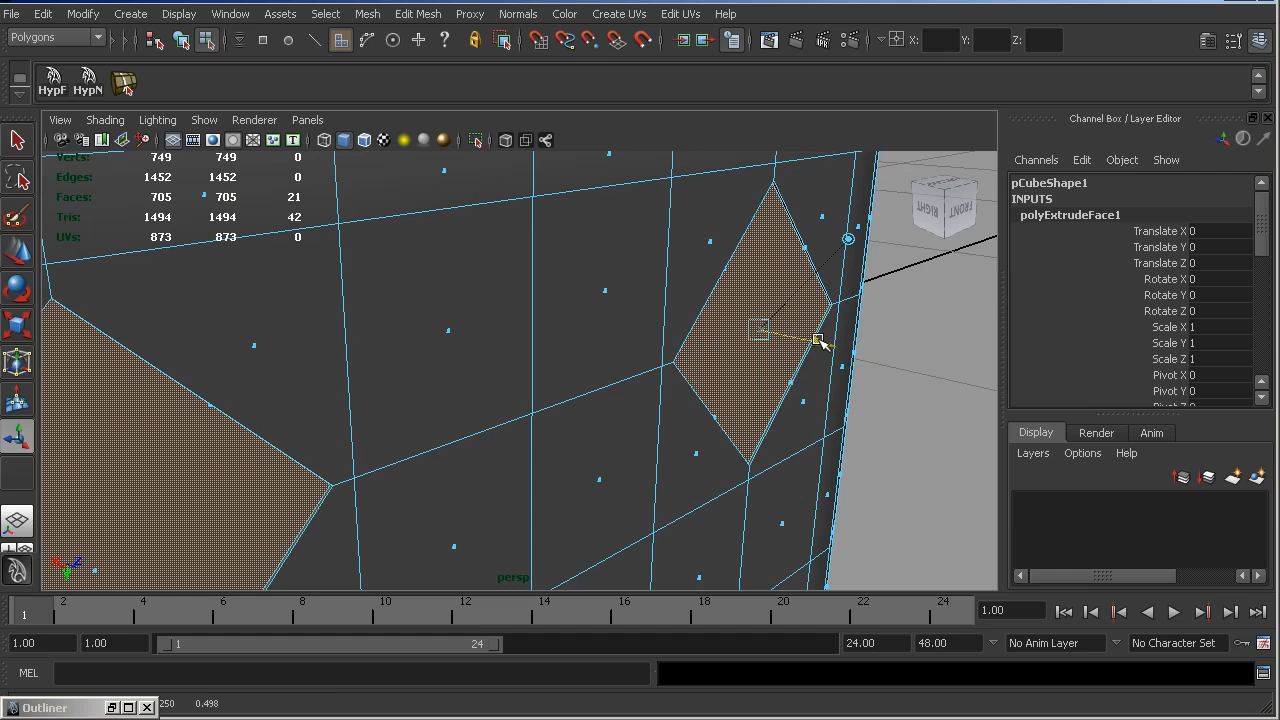 File Edit Modify Create Display Window Assets Select Mesh Edit Mesh Proxy Normals Color Create UVs Edit UVs Help
Polygons X: Y: Z:
HypF HypN
View Shading Lighting Show Renderer Panels
Channel Box / Layer Editor
Channels Edit Object Show
Verts: 749 749 0
Edges: 1452 1452 0
Faces: 705 705 21
Tris: 1494 1494 42
UVs: 873 873 0
RIGHT FRONT
pCubeShape1
INPUTS
polyExtrudeFace1
Translate X 0
Translate Y 0
Translate Z 0
Rotate X 0
Rotate Y 0
Rotate Z 0
Scale X 1
Scale Y 1
Scale Z 1
Pivot X 0
Pivot Y 0
Display Render Anim
Layers Options Help
persp
1 2 4 6 8 10 12 14 16 18 20 22 24 1.00
1.00 1.00 1 24 24.00 48.00 No Anim Layer No Character Set
MEL
Outliner 250 0.498